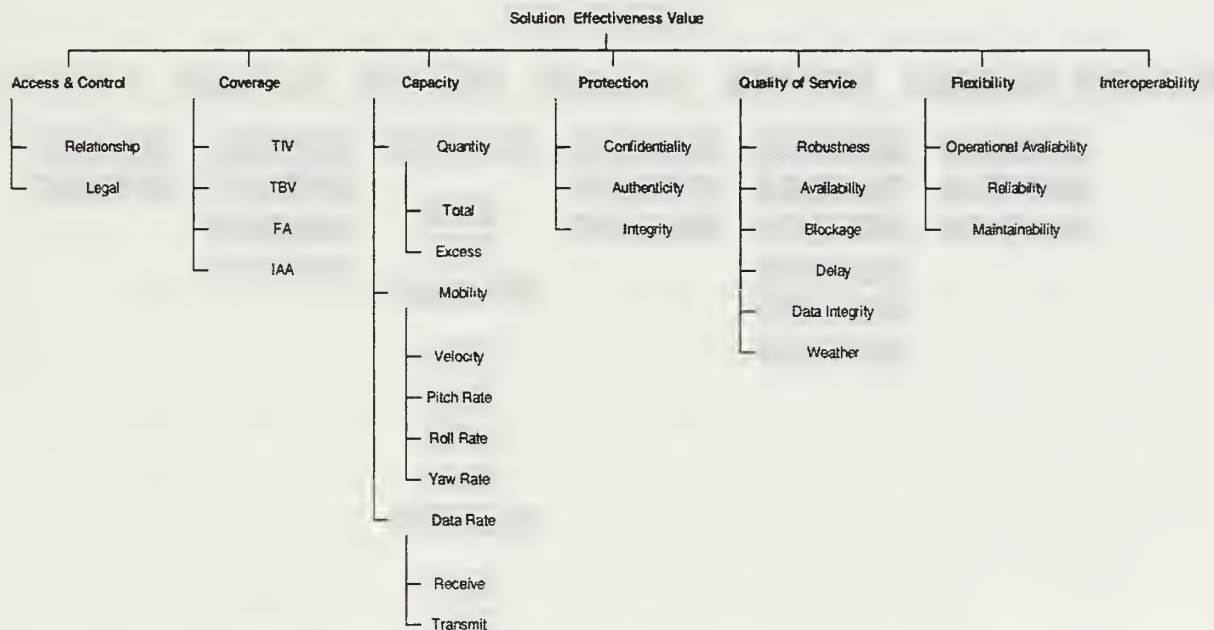 Solution Effectiveness Value
Access & Control
Relationship
Legal
Coverage
TIV
TBV
FA
IAA
Capacity
Quantity
Total
Excess
Mobility
Velocity
Pitch Rate
Roll Rate
Yaw Rate
Data Rate
Receive
Transmit
Protection
Confidentiality
Authenticity
Integrity
Quality of Service
Robustness
Availability
Blockage
Delay
Data Integrity
Weather
Flexibility
Operational Avaliability
Reliability
Maintainability
Interoperability